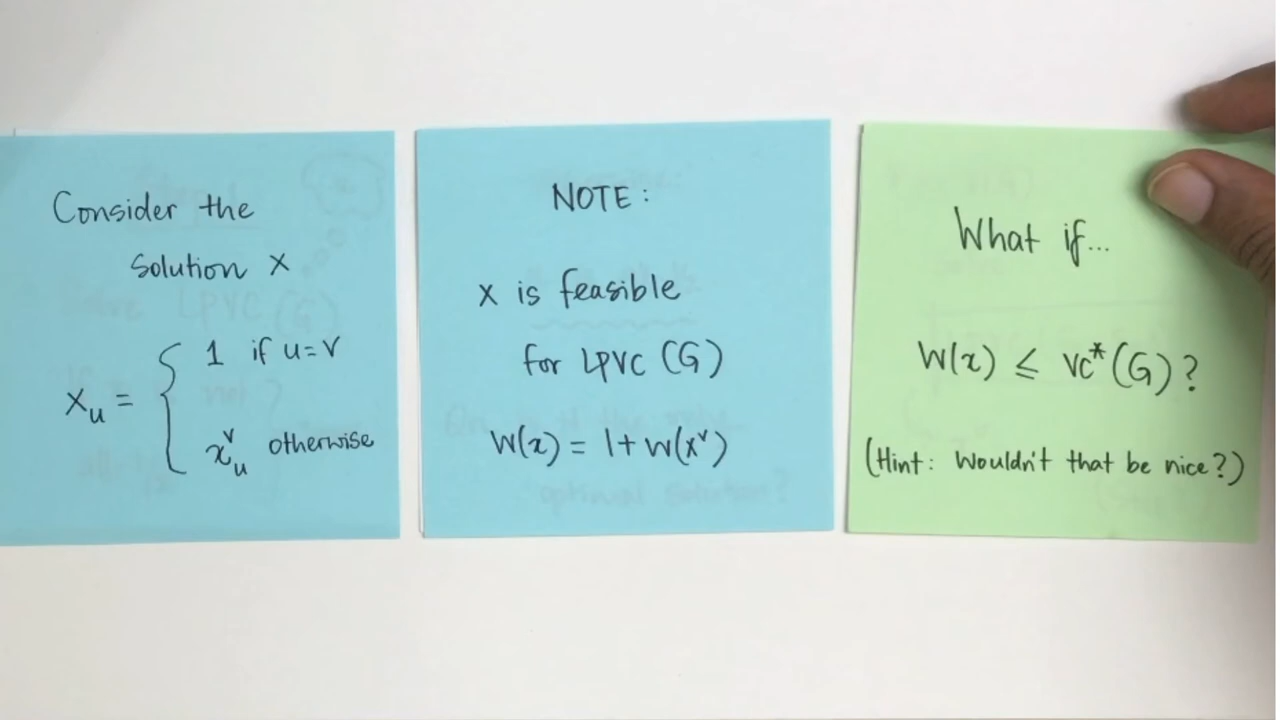 Consider the
solution x
x_u = { 1 if u=v
x^v_u otherwise
NOTE:
x is feasible
for LPVC (G)
w(x) = 1+ w(x^v)
What if...
w(x) ≤ vc*(G)?
(Hint: Wouldn't that be nice?)